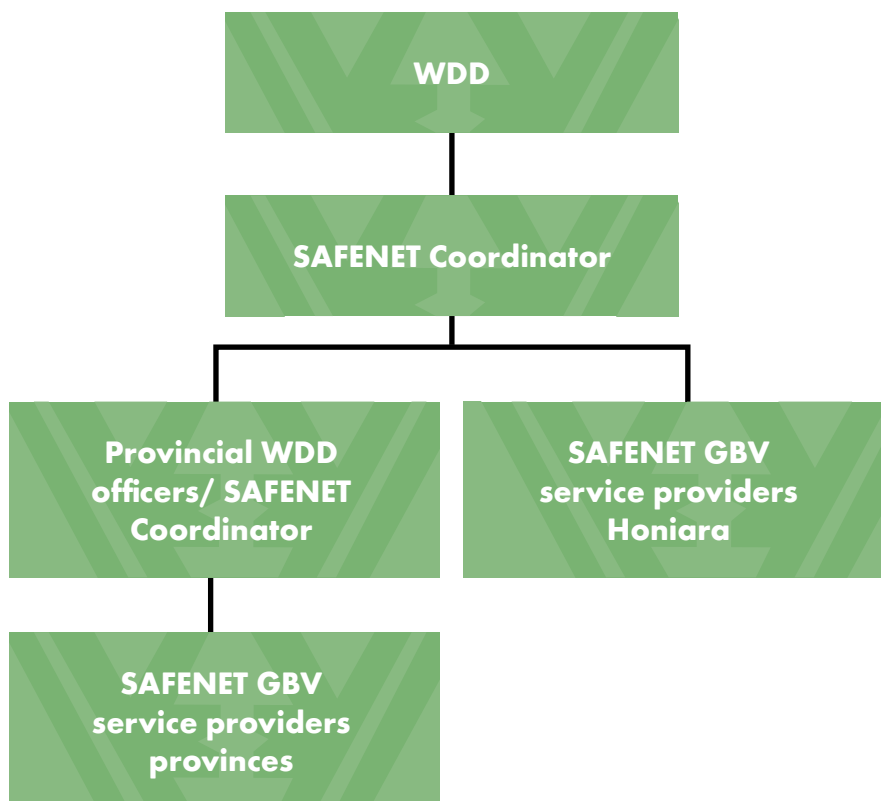 WDD
SAFENET Coordinator
Provincial WDD
officers/ SAFENET
Coordinator
SAFENET GBV
service providers
Honiara
SAFENET GBV
service providers
provinces